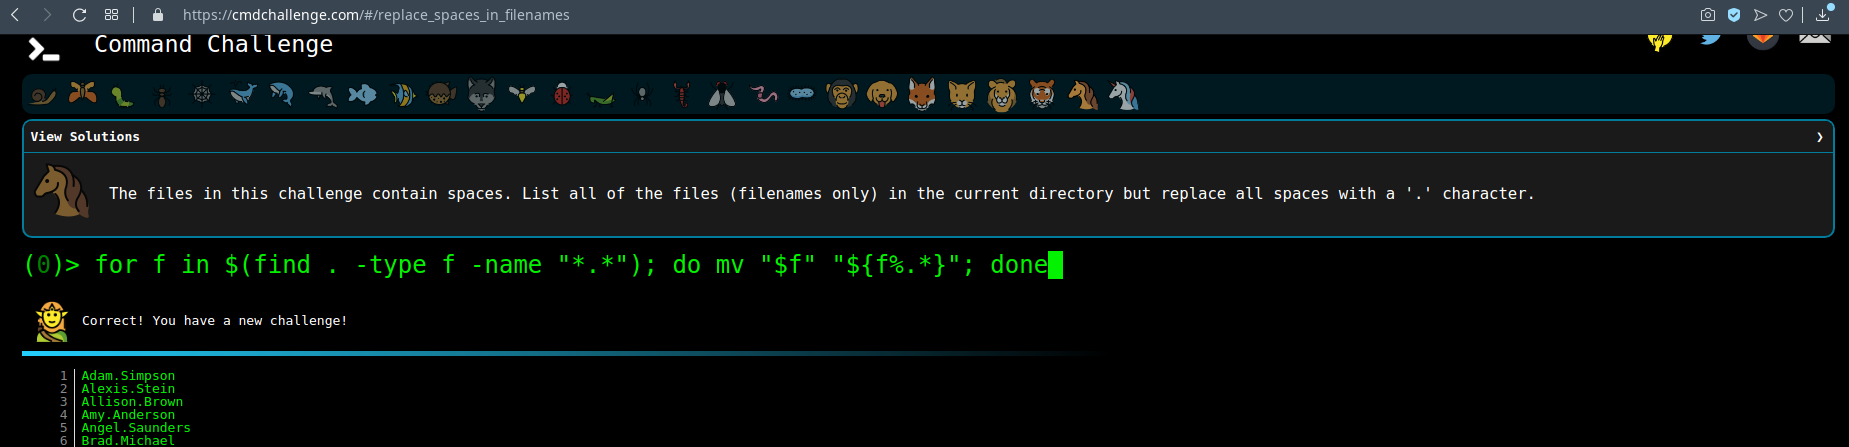 https://cmdchallenge.com/#/replace_spaces_in_filenames
Command Challenge
View Solutions
The files in this challenge contain spaces. List all of the files (filenames only) in the current directory but replace all spaces with a '.' character.
(0)> for f in $(find . -type f -name "*.*"); do mv "$f" "${f%.*}"; done
Correct! You have a new challenge!
1 Adam.Simpson
2 Alexis.Stein
3 Allison.Brown
4 Amy.Anderson
5 Angel.Saunders
6 Brad.Michael